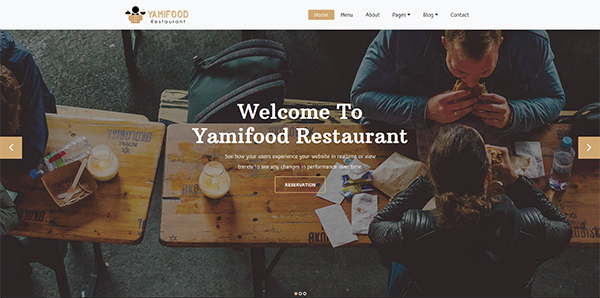 YAMIFOOD
Restaurant
Home
Menu
About
Pages
Blog
Contact
Welcome To
Yamifood Restaurant
See how your users experience your website in realtime or view
trends to see any changes in performance over time.
RESERVATION